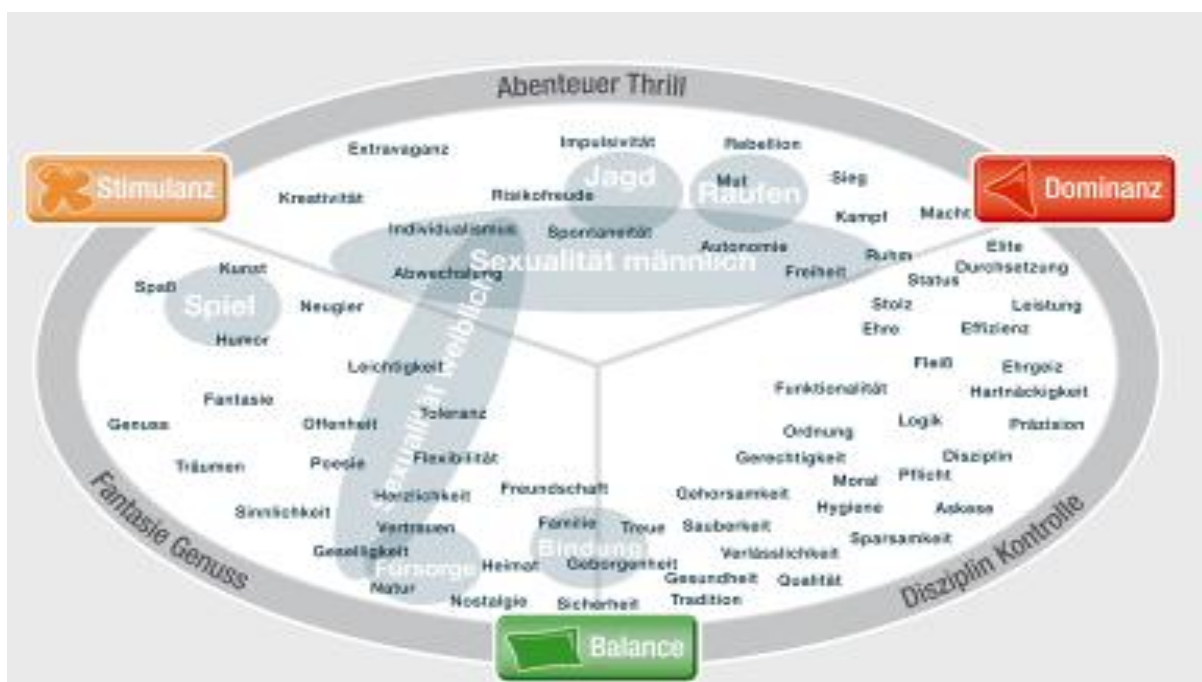 Abenteuer Thrill
Extravaganz
Impulsivität
Rebellion
Stimulanz
Jagd
Mut
Raufen
Sieg
Dominanz
Kreativität
Risikofreude
Kampf
Macht
Individualismus
Spontaneität
Autonomie
Ruhm
Elite
Kunst
Abwechslung
Sexualität männlich
Freiheit
Status
Durchsetzung
Spaß
Spiel
Neugier
Stolz
Leistung
Humor
Ehre
Effizienz
Sexualität weiblich
Leichtigkeit
Fleiß
Ehrgeiz
Fantasie
Funktionalität
Hartnäckigkeit
Genuss
Offenheit
Toleranz
Logik
Präzision
Ordnung
Träumen
Poesie
Flexibilität
Gerechtigkeit
Disziplin
Moral
Pflicht
Herzlichkeit
Freundschaft
Gehorsamkeit
Hygiene
Askese
Sinnlichkeit
Vertrauen
Familie
Treue
Sauberkeit
Sparsamkeit
Geselligkeit
Bindung
Verlässlichkeit
Fürsorge
Heimat
Geborgenheit
Gesundheit
Qualität
Natur
Nostalgie
Sicherheit
Tradition
Fantasie Genuss
Disziplin Kontrolle
Balance